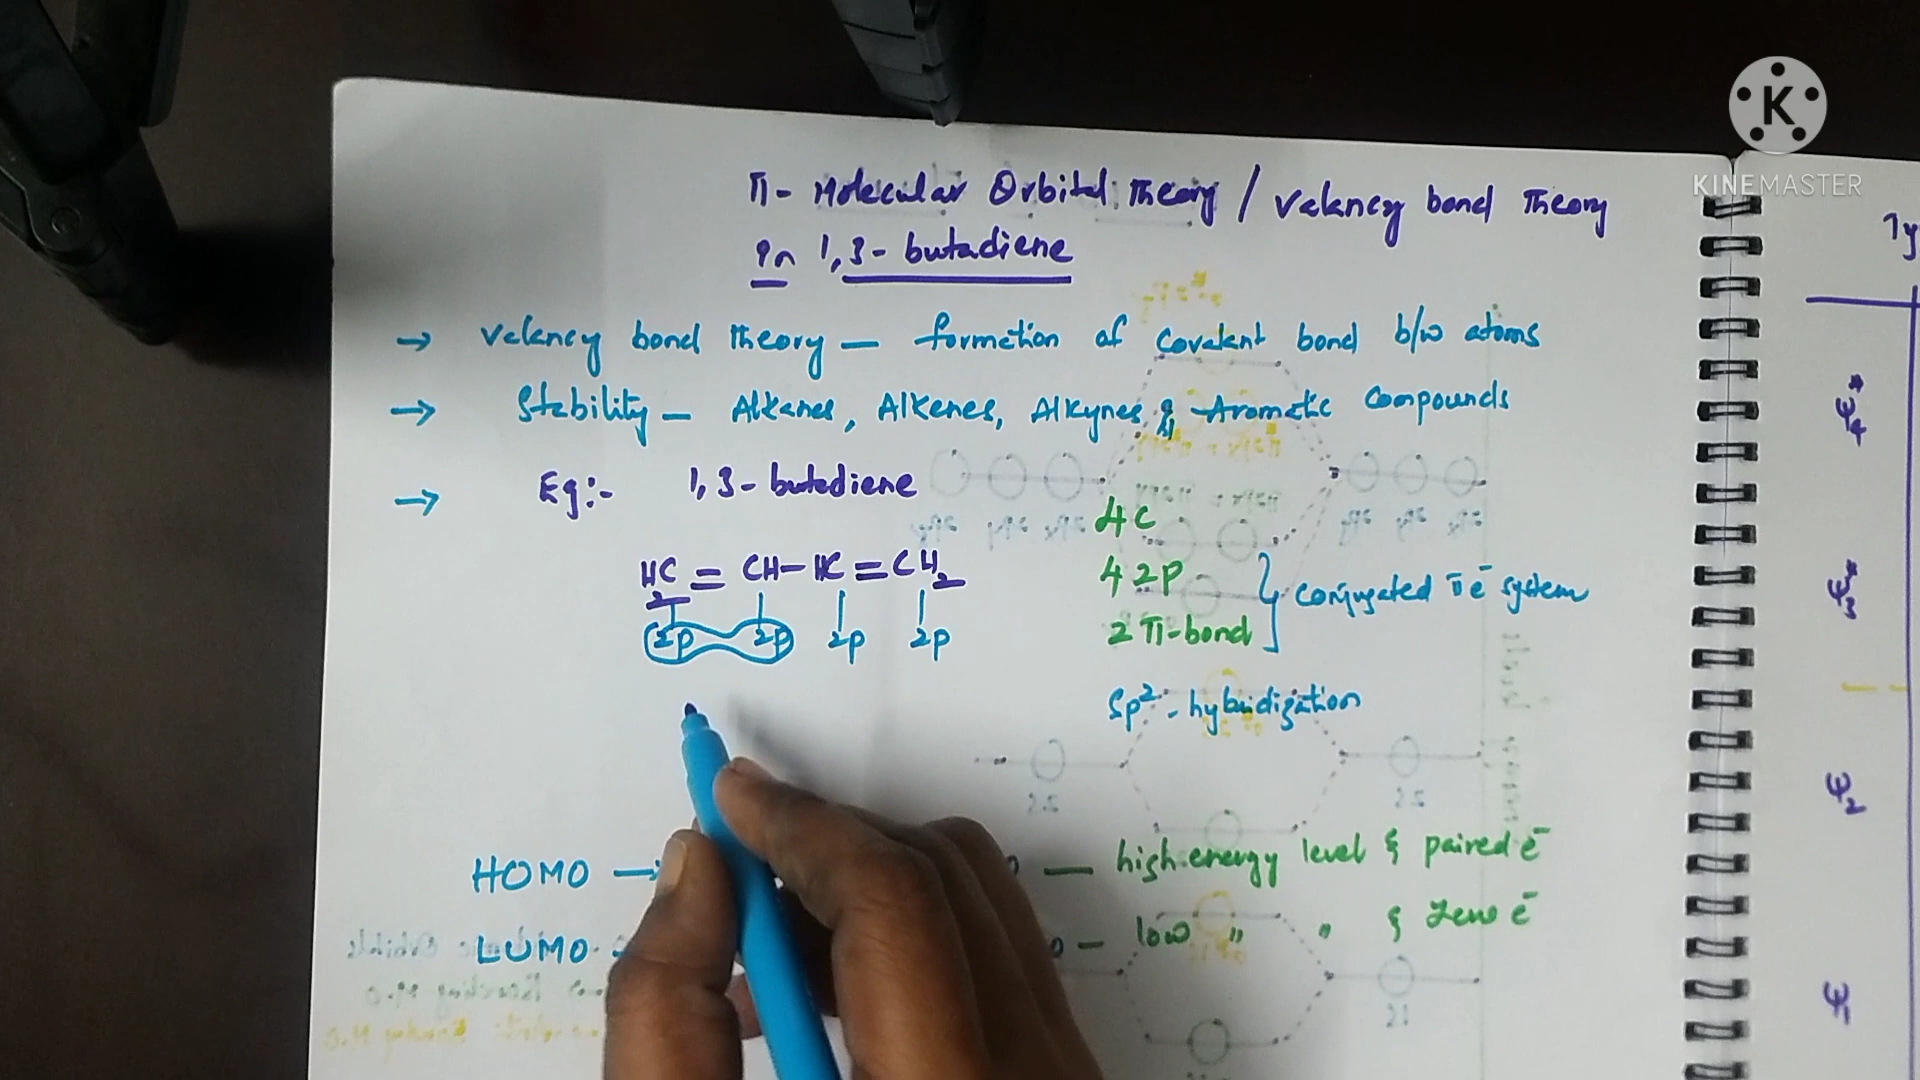 π- Molecular Orbital Theory / Valency bond Theory
in 1,3- butadiene
→ Valency bond Theory — formation of Covalent bond b/w atoms
→ Stability — Alkanes, Alkenes, Alkynes & Aromatic Compounds
→ Eg:- 1,3-butadiene
4C
H₂C = CH — HC = CH₂
4 2P
conjugated πe⁻ system
2p 2p 2p 2p
2 π-bond
Sp² - hybridization
HOMO → — high energy level & paired e⁻
LUMO — low " " & Zero e⁻
ψ₄*
ψ₃*
ψ₂
ψ₁
KINEMASTER